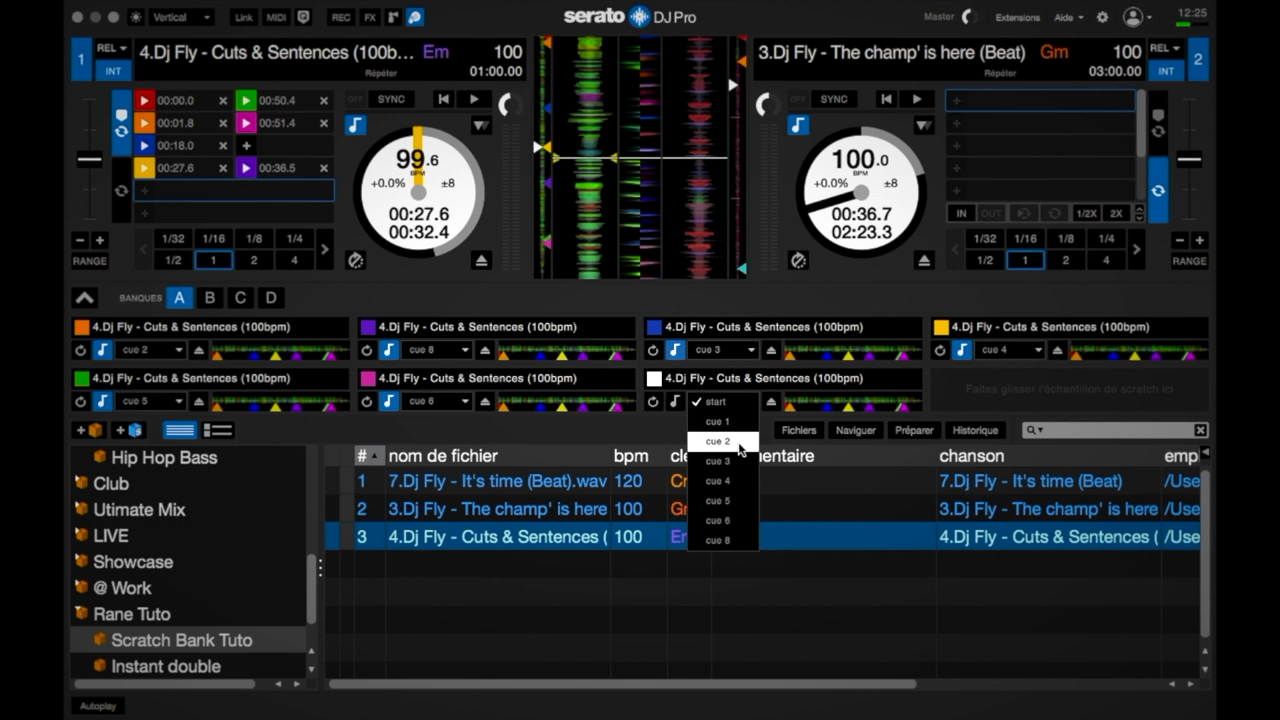 Vertical
Link
MIDI
REC
FX
serato DJ Pro
Master
Extensions
Aide
12:25
1
REL
INT
4.Dj Fly - Cuts & Sentences (100b...
Em
100
Répéter
01:00.00
3.Dj Fly - The champ' is here (Beat)
Gm
100
Répéter
03:00.00
REL
INT
2
00:00.0
00:50.4
00:01.8
00:51.4
00:18.0
00:27.6
00:36.5
OFF
SYNC
99.6
BPM
+0.0%
±8
00:27.6
00:32.4
OFF
SYNC
100.0
BPM
+0.0%
±8
00:36.7
02:23.3
IN
OUT
1/2X
2X
RANGE
1/32
1/16
1/8
1/4
1/2
1
2
4
1/32
1/16
1/8
1/4
1/2
1
2
4
RANGE
BANQUES
A
B
C
D
4.Dj Fly - Cuts & Sentences (100bpm)
cue 2
4.Dj Fly - Cuts & Sentences (100bpm)
cue 8
4.Dj Fly - Cuts & Sentences (100bpm)
cue 3
4.Dj Fly - Cuts & Sentences (100bpm)
cue 4
4.Dj Fly - Cuts & Sentences (100bpm)
cue 5
4.Dj Fly - Cuts & Sentences (100bpm)
cue 6
4.Dj Fly - Cuts & Sentences (100bpm)
Faites glisser l'échantillon de scratch ici
start
cue 1
cue 2
cue 3
cue 4
cue 5
cue 6
cue 8
Fichiers
Naviguer
Préparer
Historique
Hip Hop Bass
Club
Utimate Mix
LIVE
Showcase
@ Work
Rane Tuto
Scratch Bank Tuto
Instant double
# nom de fichier bpm cle mentaire chanson emp
1 7.Dj Fly - It's time (Beat).wav 120 C 7.Dj Fly - It's time (Beat) /Use
2 3.Dj Fly - The champ' is here 100 G 3.Dj Fly - The champ' is here /Use
3 4.Dj Fly - Cuts & Sentences ( 100 E 4.Dj Fly - Cuts & Sentences ( /Use
Autoplay